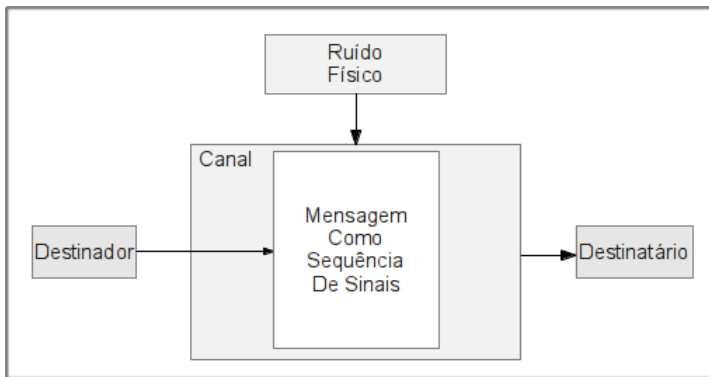 Ruído
Físico
Canal
Mensagem
Como
Sequência
De Sinais
Destinador
Destinatário